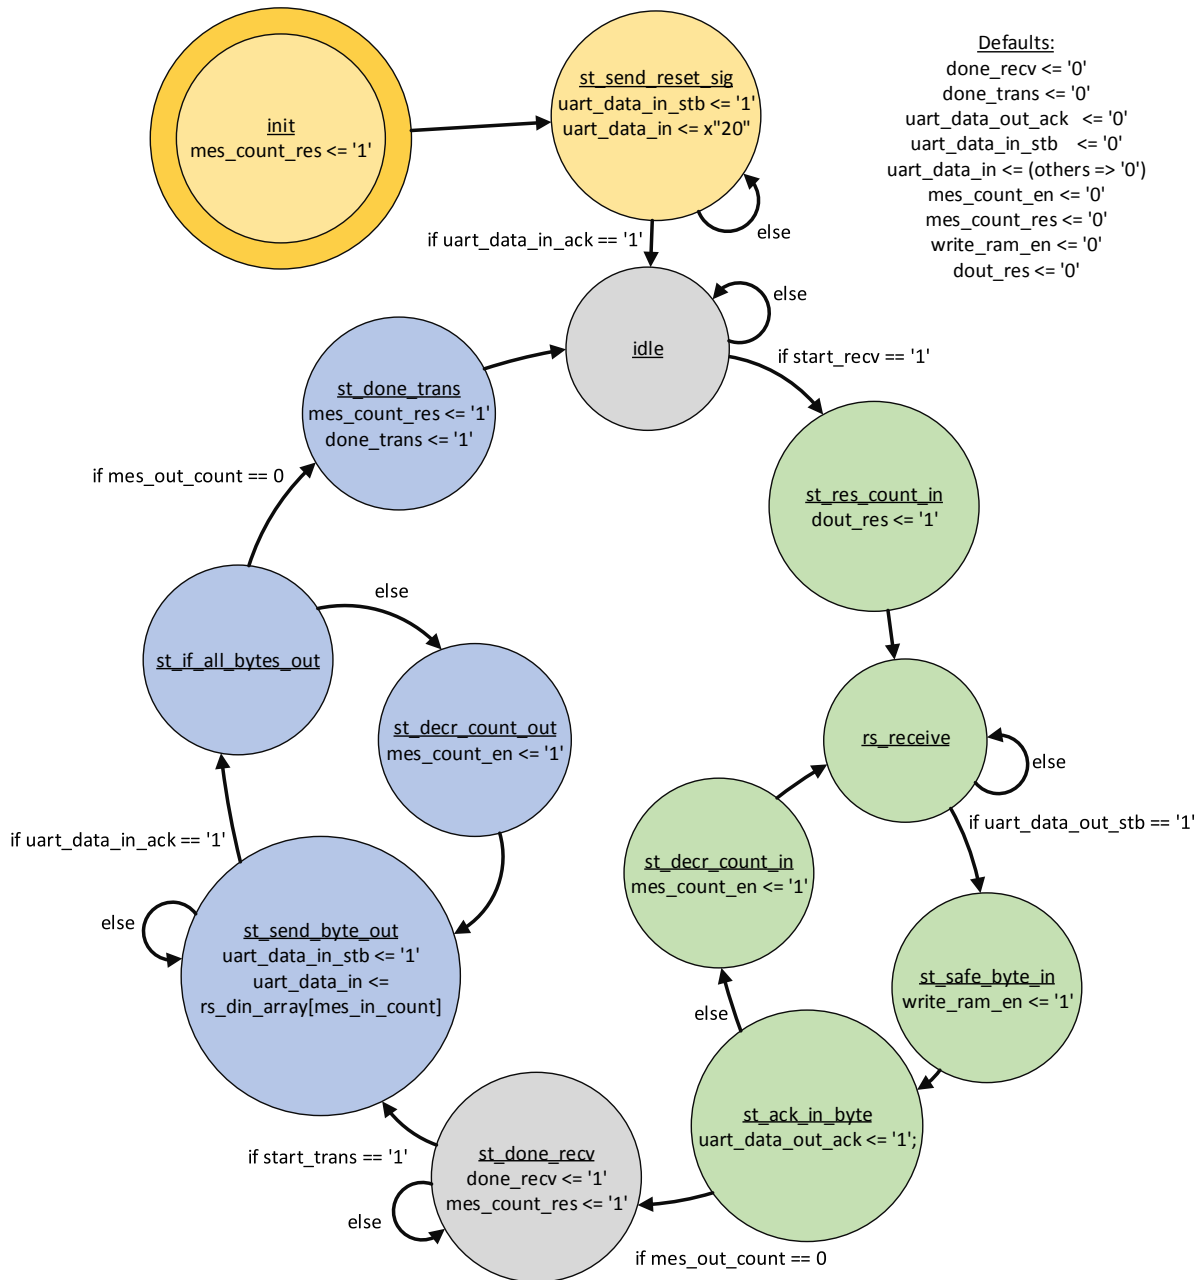 init
mes_count_res <= '1'
st_send_reset_sig
uart_data_in_stb <= '1'
uart_data_in <= x"20"
Defaults:
done_recv <= '0'
done_trans <= '0'
uart_data_out_ack <= '0'
uart_data_in_stb <= '0'
uart_data_in <= (others => '0')
mes_count_en <= '0'
mes_count_res <= '0'
write_ram_en <= '0'
dout_res <= '0'
if uart_data_in_ack == '1'
else
idle
else
if start_recv == '1'
st_done_trans
mes_count_res <= '1'
done_trans <= '1'
if mes_out_count == 0
st_res_count_in
dout_res <= '1'
else
st_if_all_bytes_out
st_decr_count_out
mes_count_en <= '1'
rs_receive
else
if uart_data_out_stb == '1'
if uart_data_in_ack == '1'
st_decr_count_in
mes_count_en <= '1'
else
st_send_byte_out
uart_data_in_stb <= '1'
uart_data_in <=
rs_din_array[mes_in_count]
st_safe_byte_in
write_ram_en <= '1'
else
st_ack_in_byte
uart_data_out_ack <= '1';
if start_trans == '1'
st_done_recv
done_recv <= '1'
mes_count_res <= '1'
else
if mes_out_count == 0